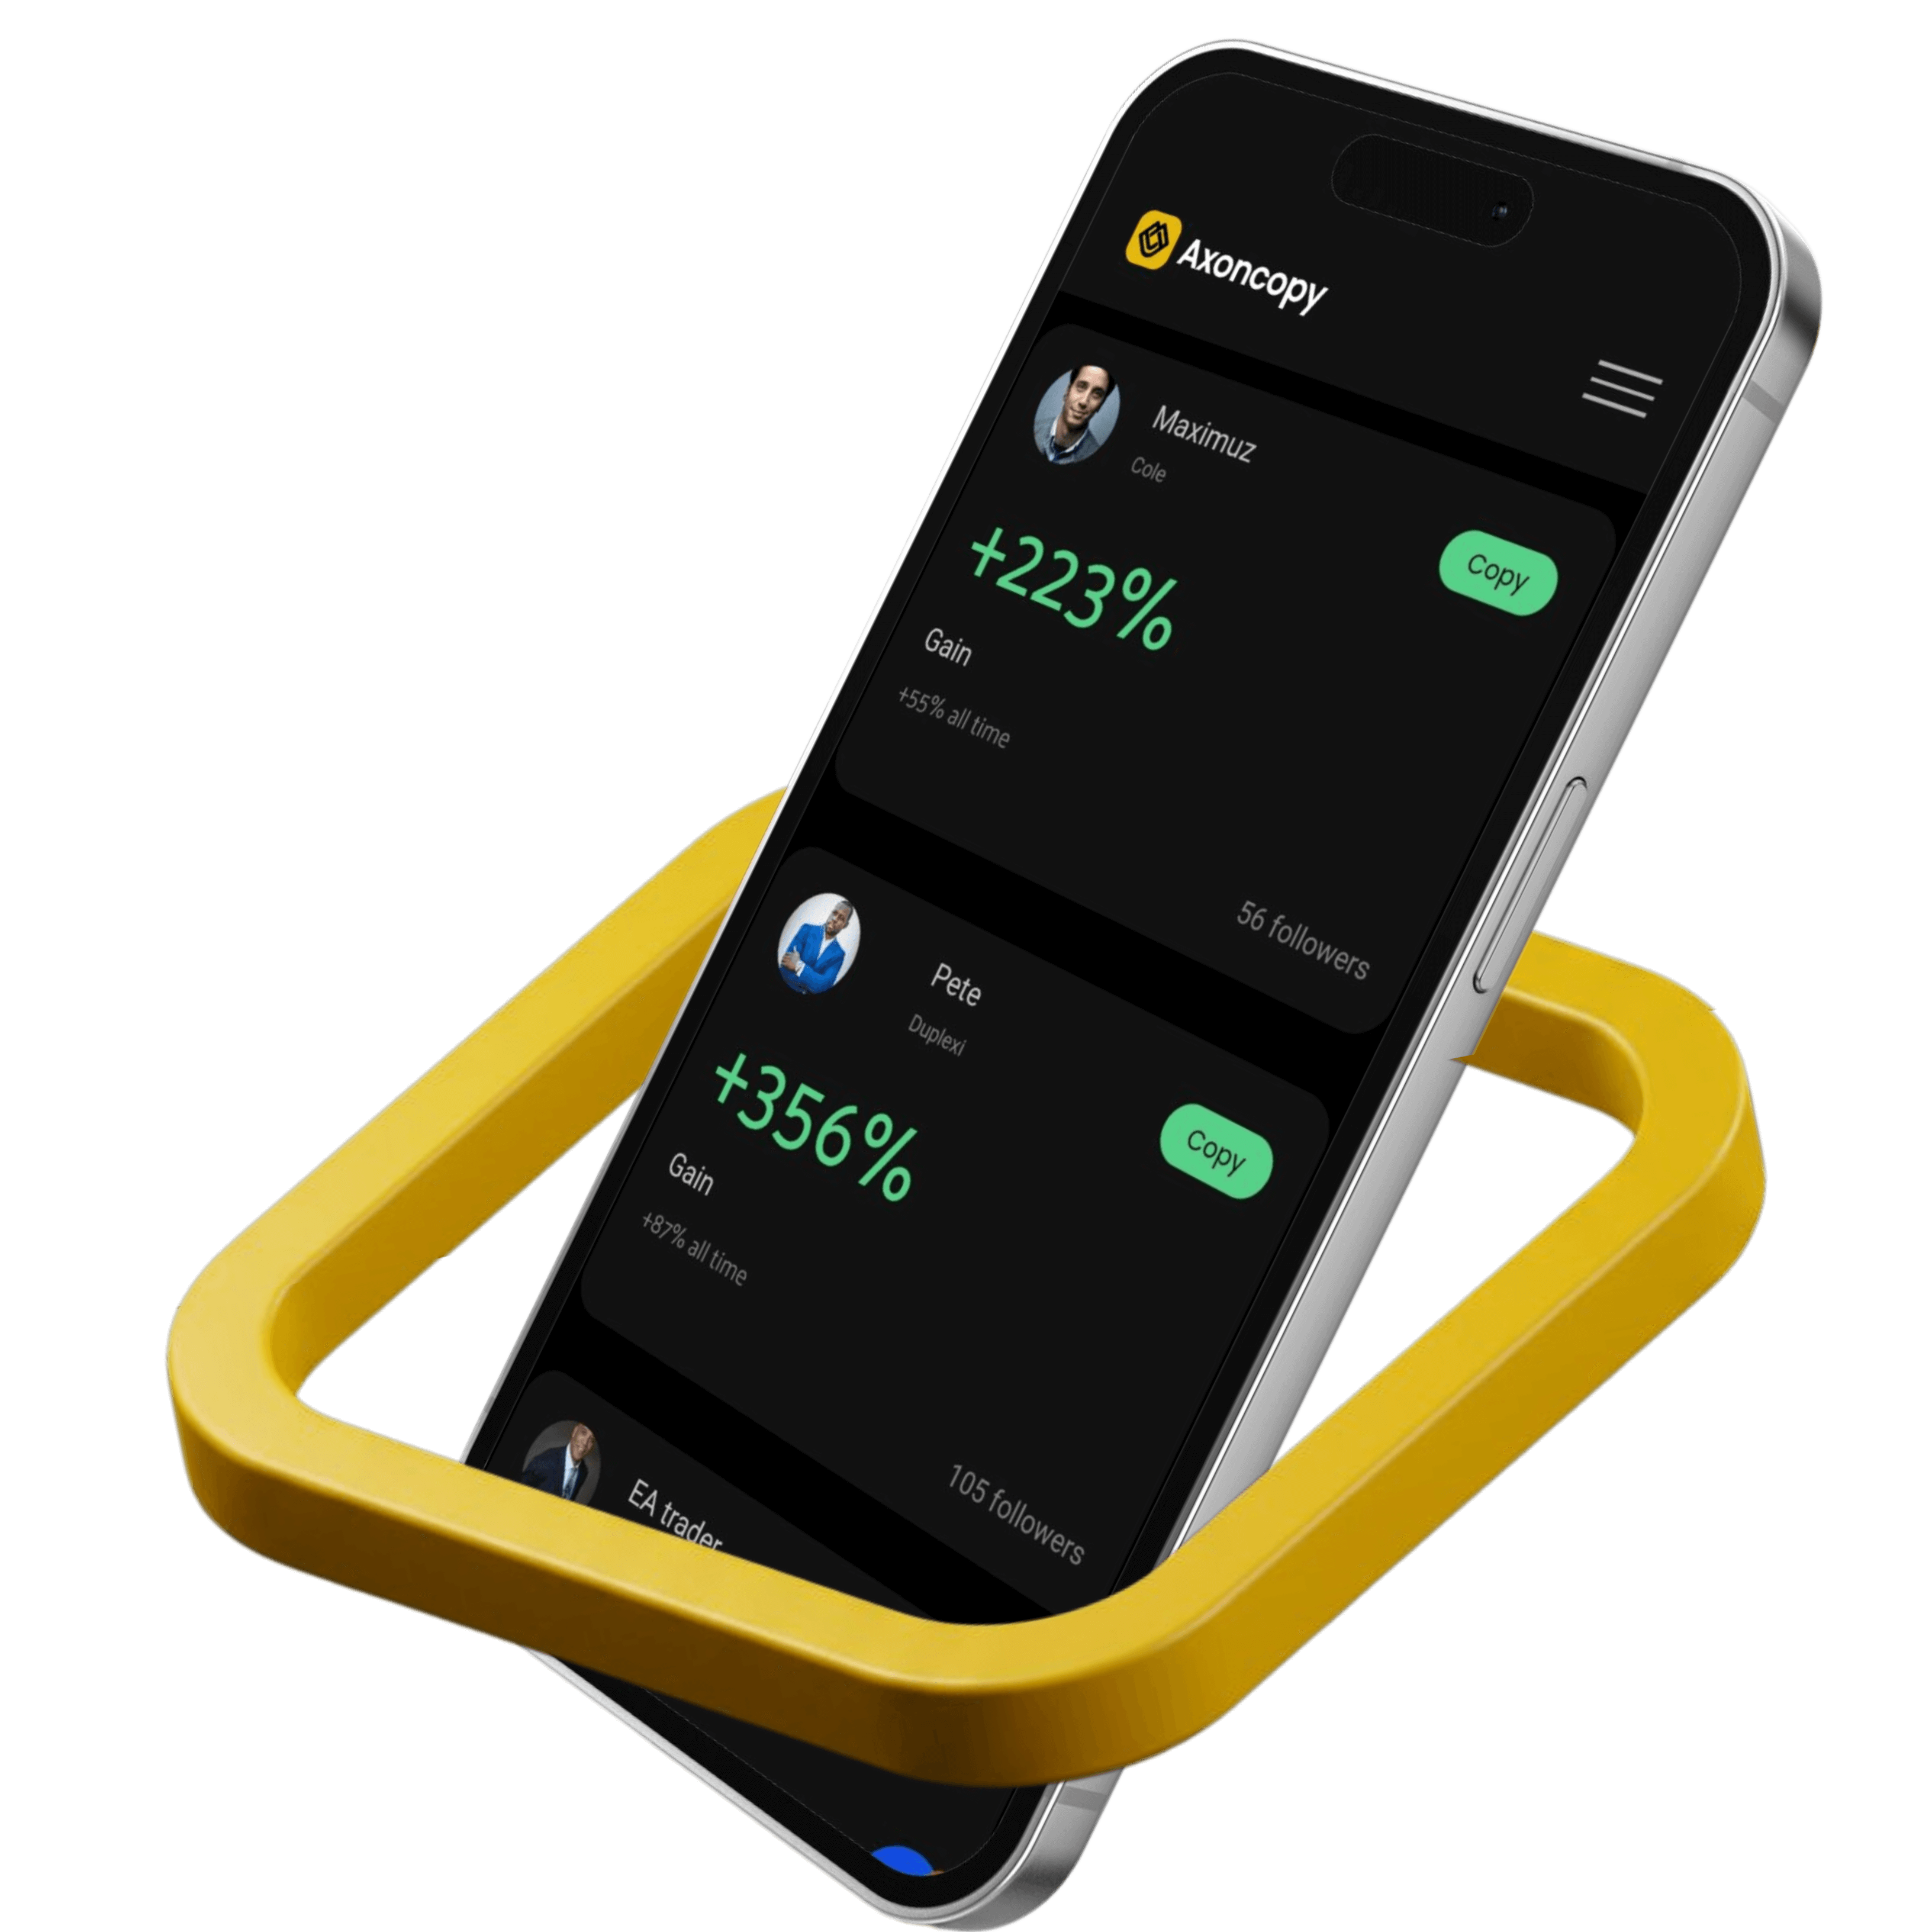 Axoncopy
Maximuz
Cole
Copy
+223%
Gain
+55% all time
56 followers
Pete
Duplexi
Copy
+356%
Gain
+87% all time
105 followers
EA trader